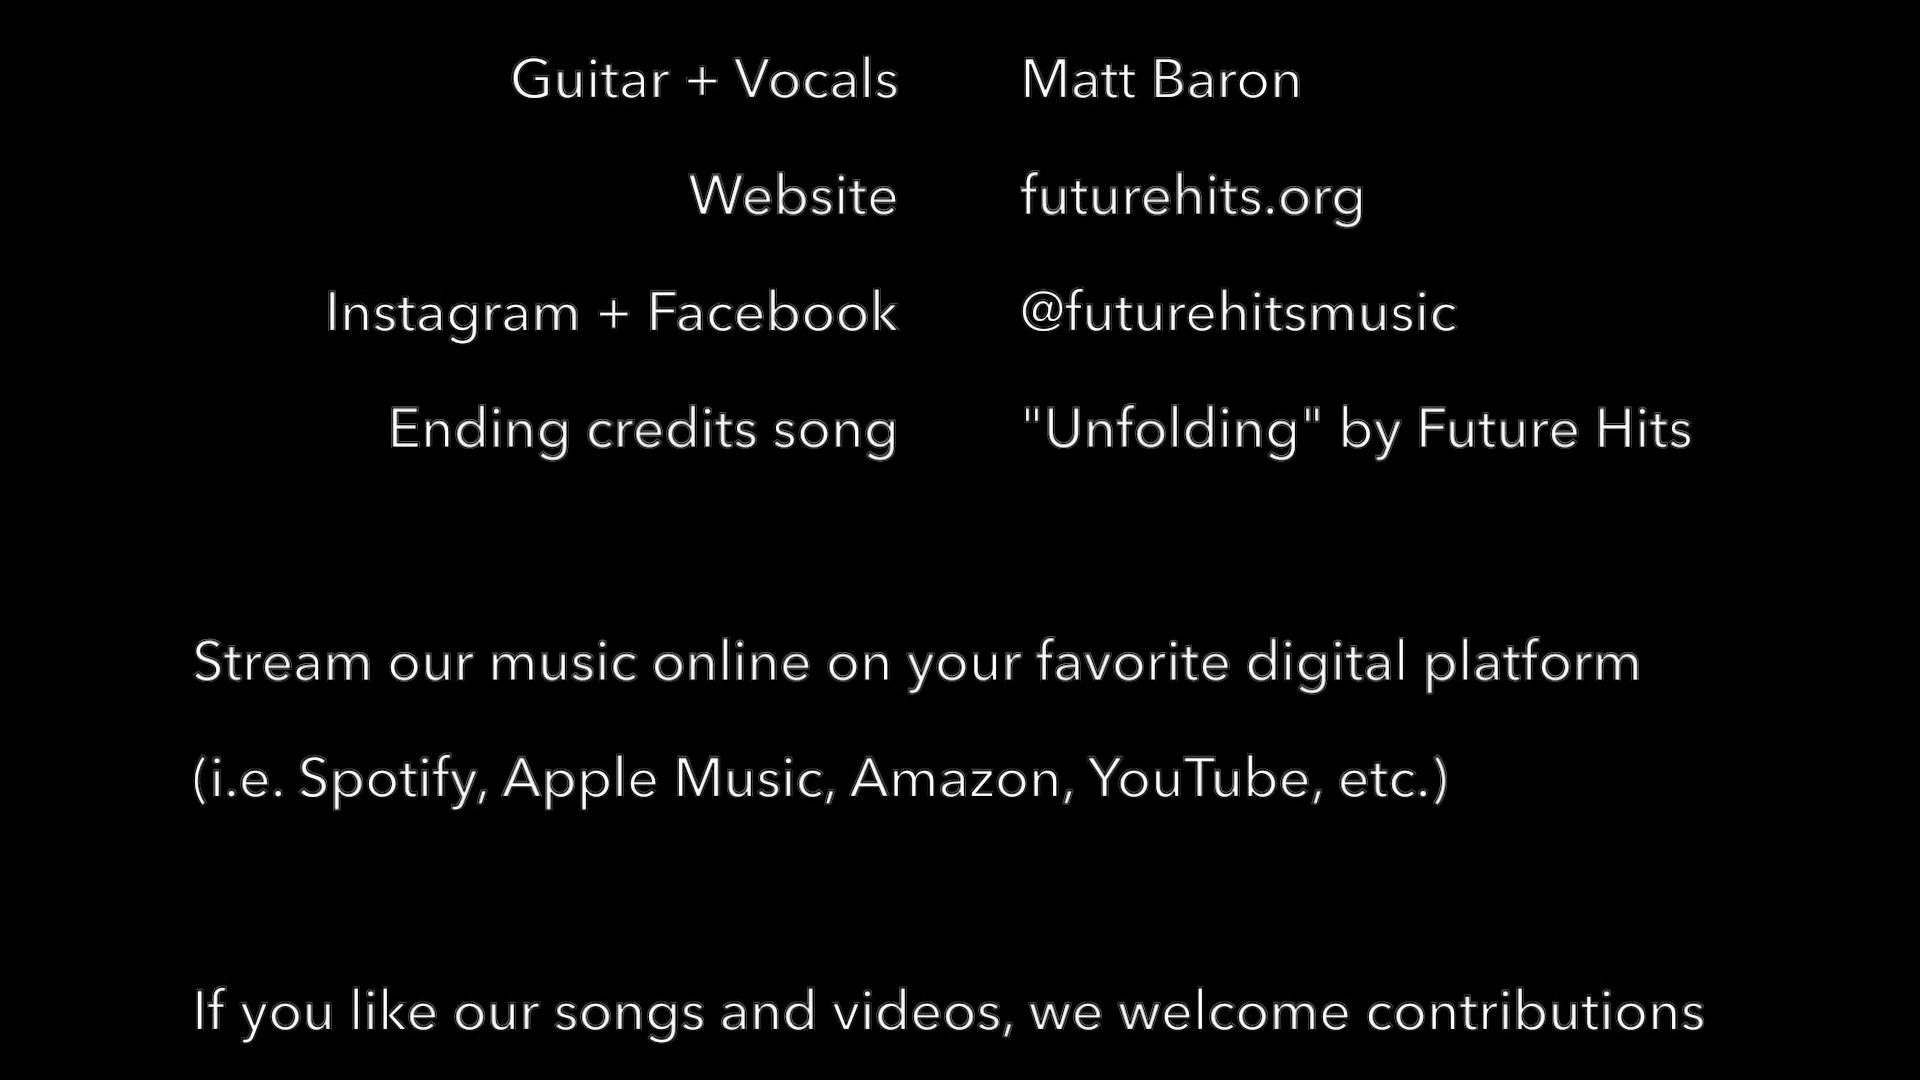 Guitar + Vocals Matt Baron
Website futurehits.org
Instagram + Facebook @futurehitsmusic
Ending credits song "Unfolding" by Future Hits
Stream our music online on your favorite digital platform
(i.e. Spotify, Apple Music, Amazon, YouTube, etc.)
If you like our songs and videos, we welcome contributions